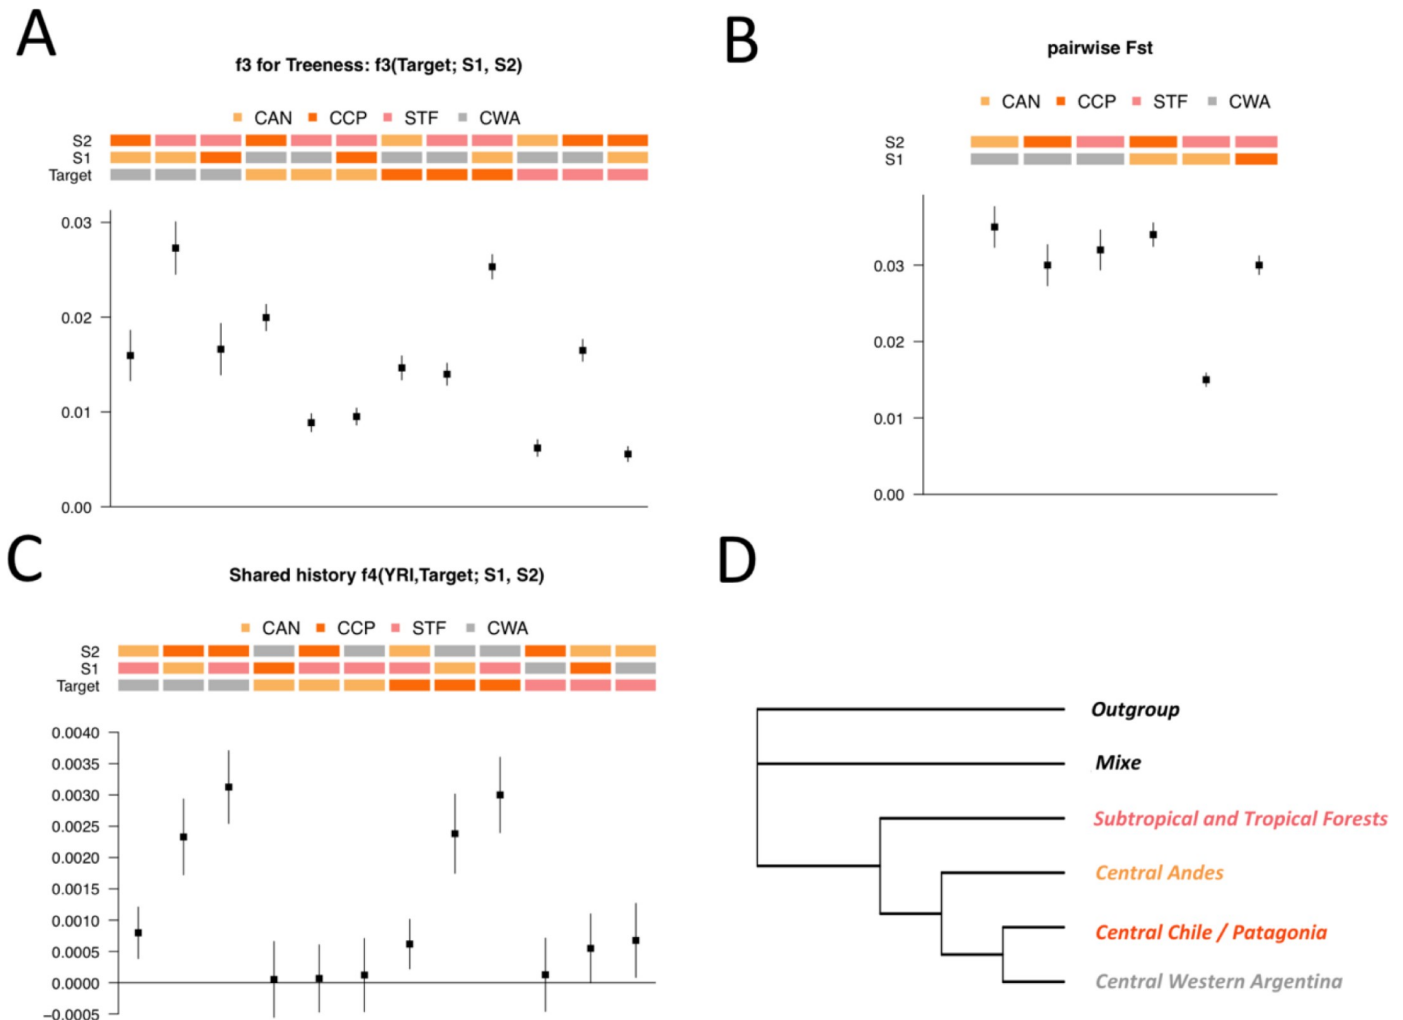 A
f3 for Treeness: f3(Target; S1, S2)
CAN CCP STF CWA
S2
S1
Target
0.03
0.02
0.01
0.00
B
pairwise Fst
CAN CCP STF CWA
S2
S1
0.03
0.02
0.01
0.00
C
Shared history f4(YRI,Target; S1, S2)
CAN CCP STF CWA
S2
S1
Target
0.0040
0.0035
0.0030
0.0025
0.0020
0.0015
0.0010
0.0005
0.0000
−0.0005
D
Outgroup
Mixe
Subtropical and Tropical Forests
Central Andes
Central Chile / Patagonia
Central Western Argentina